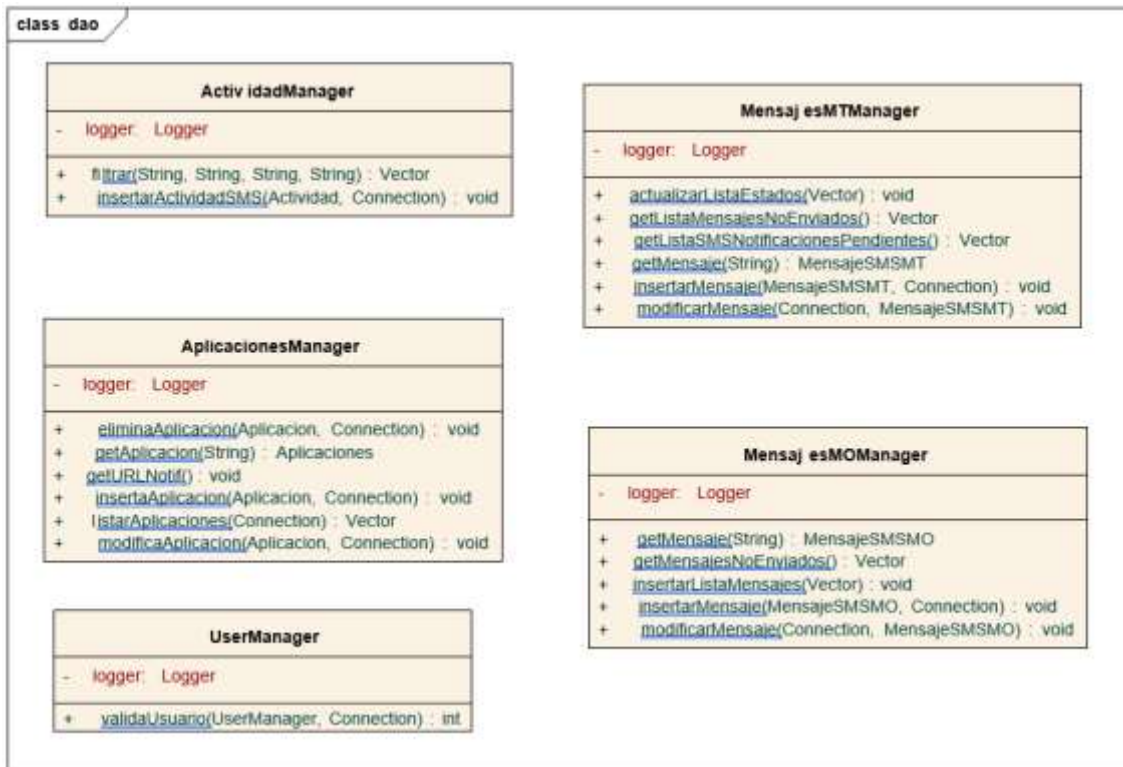 class dao
Activ idadManager
- logger: Logger
+ filtrar(String, String, String, String) : Vector
+ insertarActividadSMS(Actividad, Connection) : void
Mensaj esMTManager
- logger: Logger
+ actualizarListaEstados(Vector) : void
+ getListaMensajesNoEnviados() : Vector
+ getListaSMSNotificacionesPendientes() : Vector
+ getMensaje(String) : MensajeSMSMT
+ insertarMensaje(MensajeSMSMT, Connection) : void
+ modificarMensaje(Connection, MensajeSMSMT) : void
AplicacionesManager
- logger: Logger
+ eliminaAplicacion(Aplicacion, Connection) : void
+ getAplicacion(String) : Aplicaciones
+ getURLNotif() : void
+ insertaAplicacion(Aplicacion, Connection) : void
+ listarAplicaciones(Connection) : Vector
+ modificaAplicacion(Aplicacion, Connection) : void
Mensaj esMOManager
- logger: Logger
+ getMensaje(String) : MensajeSMSMO
+ getMensajesNoEnviados() : Vector
+ insertarListaMensajes(Vector) : void
+ insertarMensaje(MensajeSMSMO, Connection) : void
+ modificarMensaje(Connection, MensajeSMSMO) : void
UserManager
- logger: Logger
+ validaUsuario(UserManager, Connection) : int